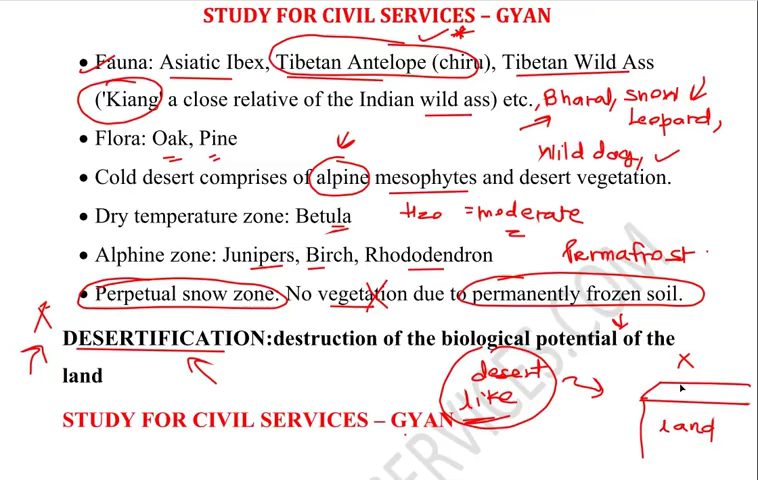 STUDY FOR CIVIL SERVICES – GYAN
• Fauna: Asiatic Ibex, Tibetan Antelope (chiru), Tibetan Wild Ass
('Kiang' a close relative of the Indian wild ass) etc., Bharal, snow
Leopard,
• Flora: Oak, Pine
Wild dog,
• Cold desert comprises of alpine mesophytes and desert vegetation.
• Dry temperature zone: Betula H20 = moderate
• Alphine zone: Junipers, Birch, Rhododendron
Permafrost
• Perpetual snow zone: No vegetation due to permanently frozen soil.
DESERTIFICATION:destruction of the biological potential of the
land
desert
like
STUDY FOR CIVIL SERVICES – GYAN
land
SERVICES.COM